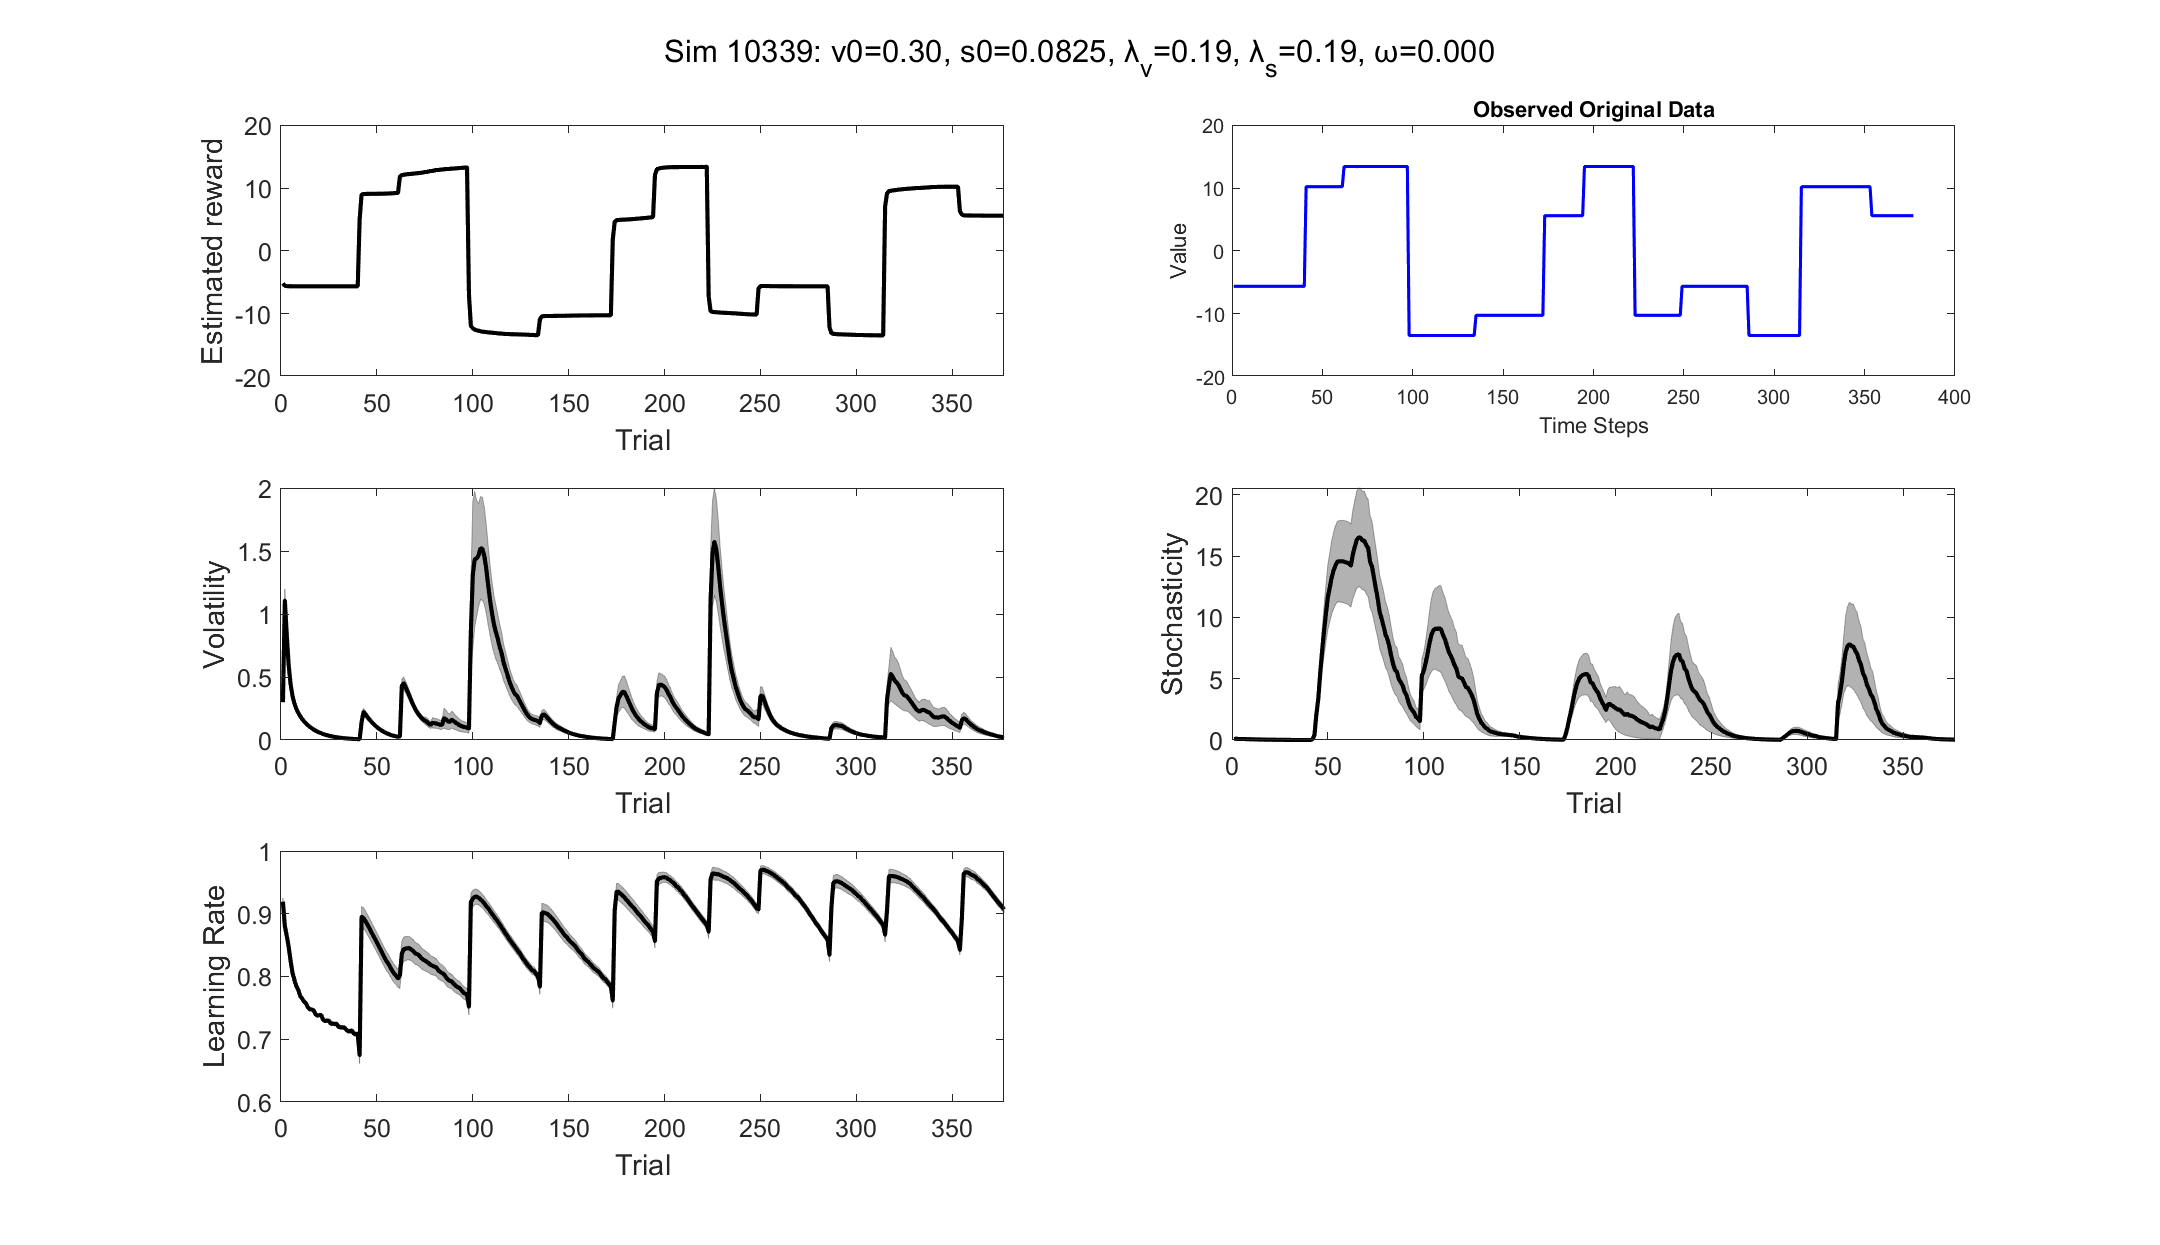 Sim 10339: v0=0.30, s0=0.0825, λv=0.19, λs=0.19, ω=0.000
20
10
0
-10
-20
0 50 100 150 200 250 300 350
Estimated reward
Trial
Observed Original Data
20
10
0
-10
-20
0 50 100 150 200 250 300 350 400
Value
Time Steps
2
1.5
1
0.5
0
0 50 100 150 200 250 300 350
Volatility
Trial
20
15
10
5
0
0 50 100 150 200 250 300 350
Stochasticity
Trial
1
0.9
0.8
0.7
0.6
0 50 100 150 200 250 300 350
Learning Rate
Trial